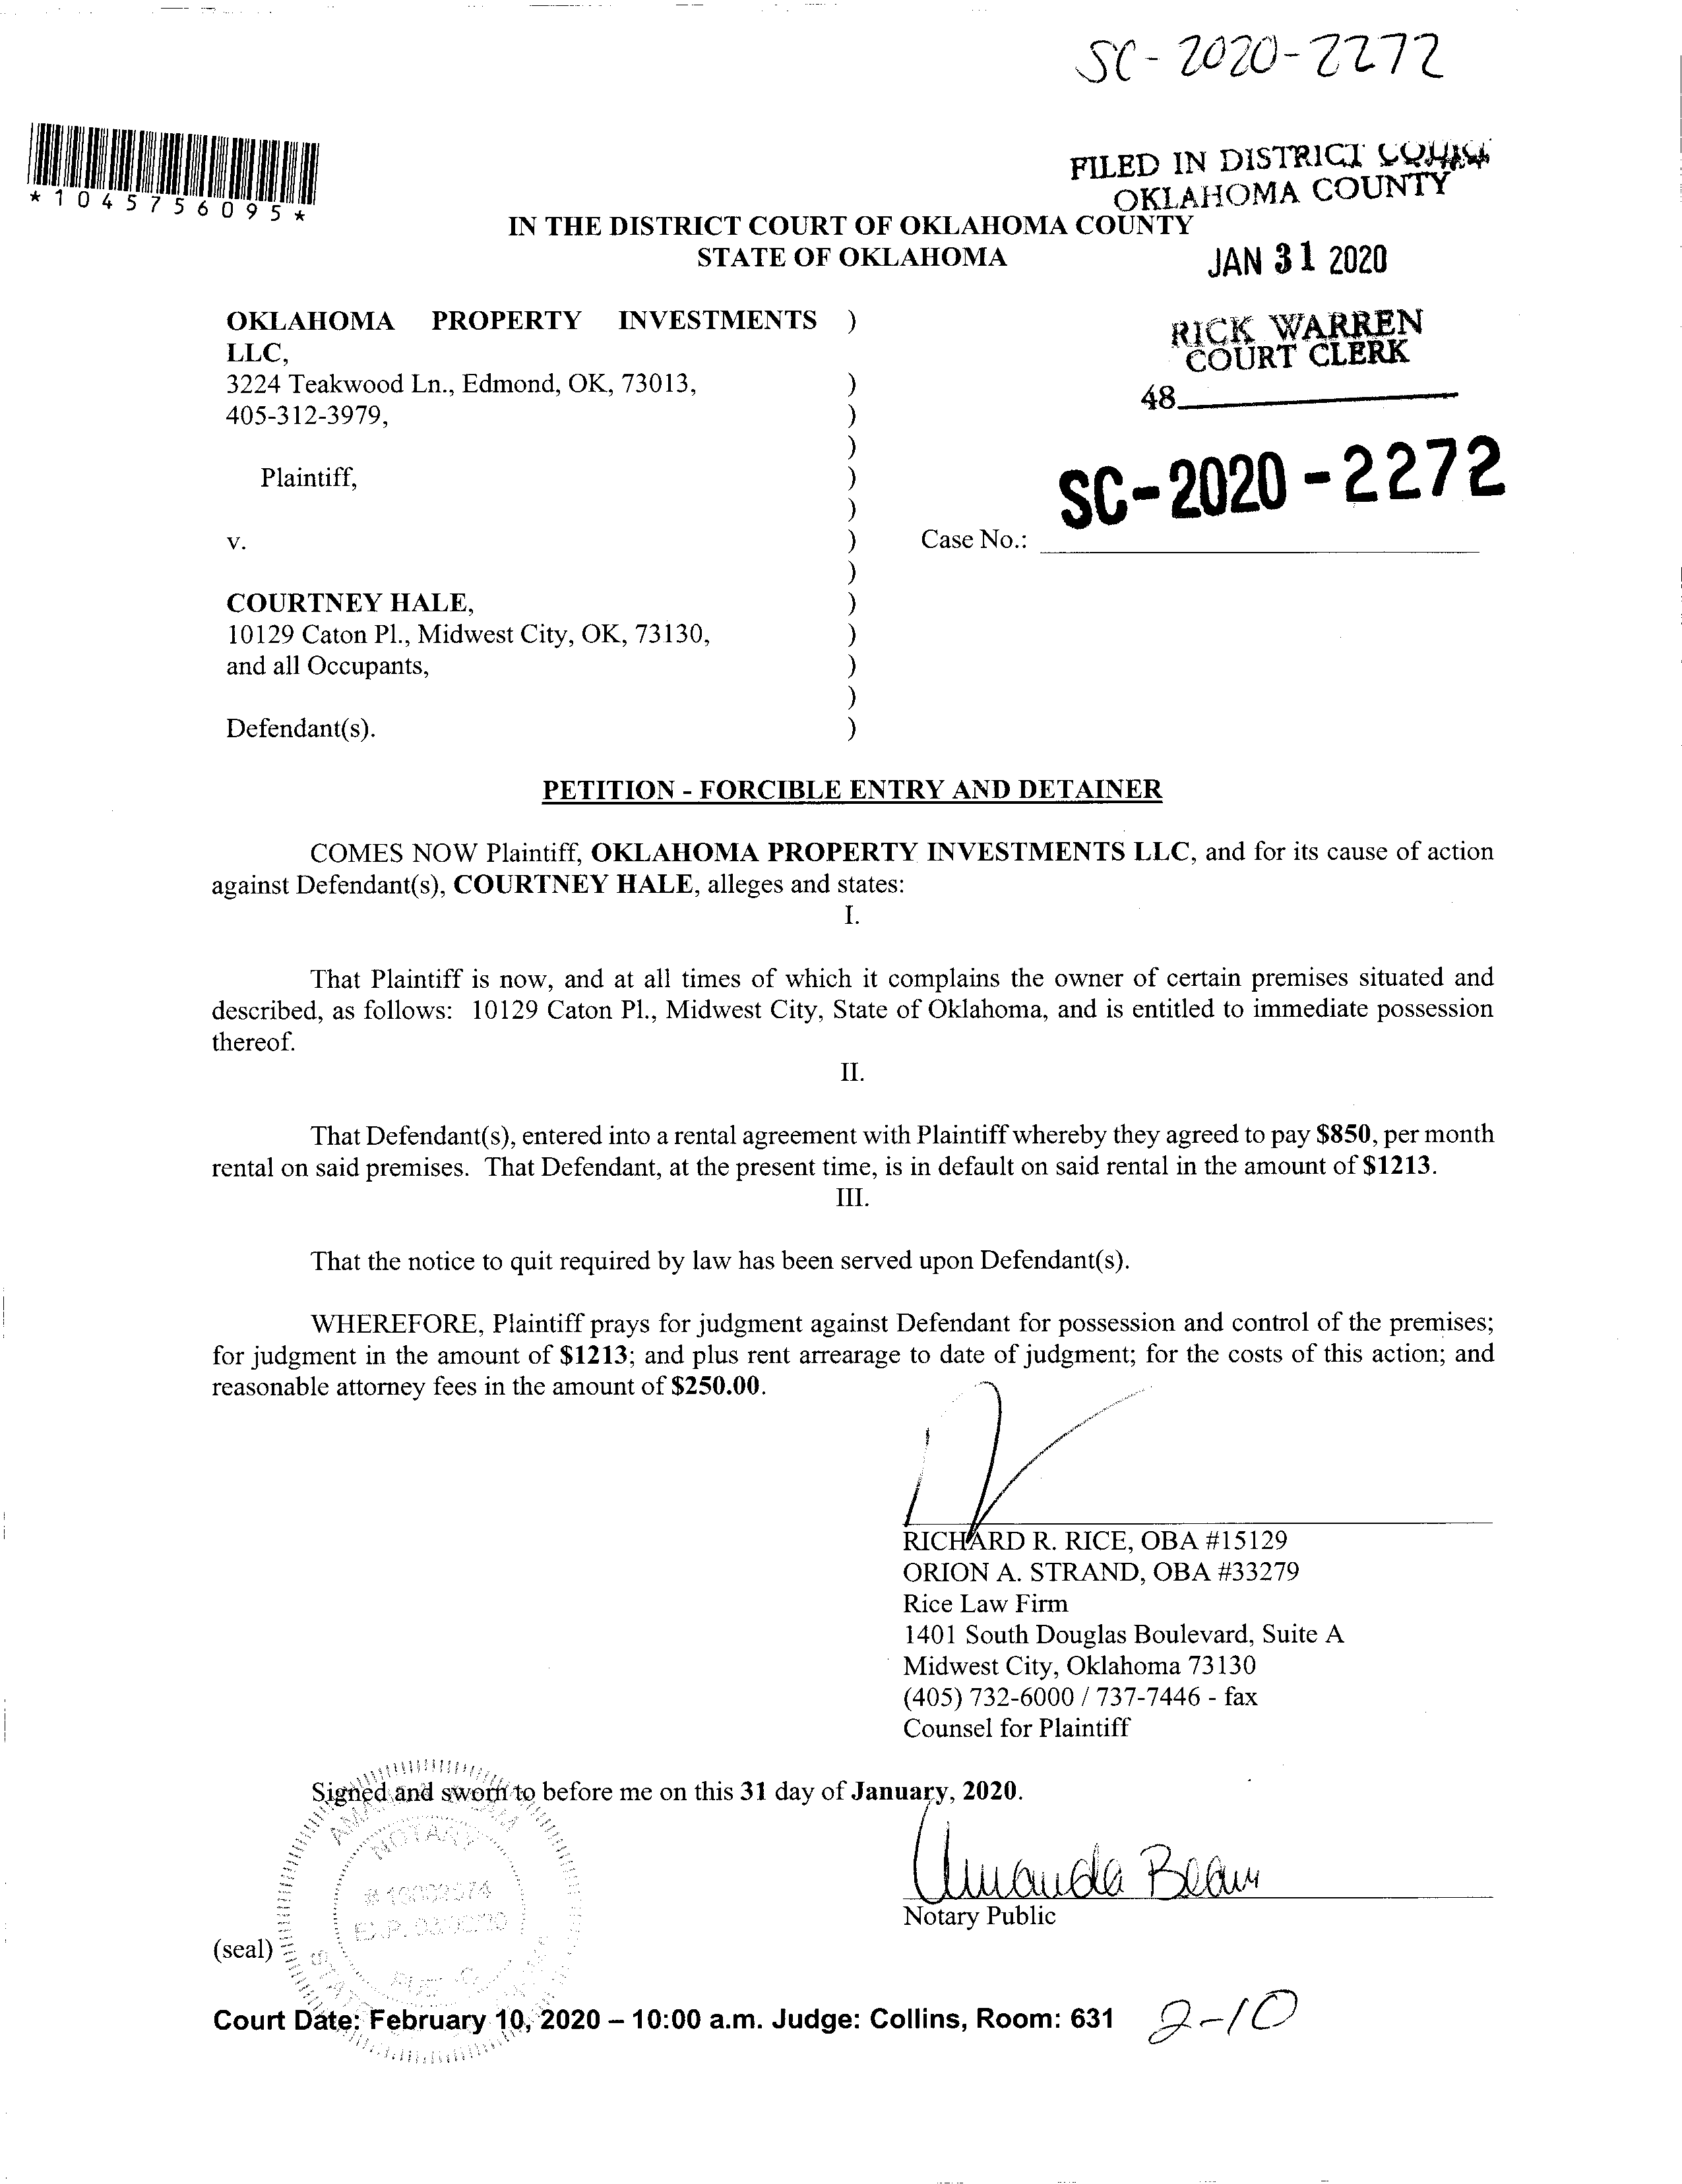 SC-2020-2272
*1045756095*
FILED IN DISTRICT COURT
OKLAHOMA COUNTY
IN THE DISTRICT COURT OF OKLAHOMA COUNTY
STATE OF OKLAHOMA
JAN 31 2020
RICK WARREN
COURT CLERK
48
OKLAHOMA PROPERTY INVESTMENTS )
LLC,
3224 Teakwood Ln., Edmond, OK, 73013, )
405-312-3979, )
)
Plaintiff, )
)
SC-2020-2272
v. ) Case No.:
)
COURTNEY HALE, )
10129 Caton Pl., Midwest City, OK, 73130, )
and all Occupants, )
)
Defendant(s). )
PETITION - FORCIBLE ENTRY AND DETAINER
COMES NOW Plaintiff, OKLAHOMA PROPERTY INVESTMENTS LLC, and for its cause of action
against Defendant(s), COURTNEY HALE, alleges and states:
I.
That Plaintiff is now, and at all times of which it complains the owner of certain premises situated and
described, as follows: 10129 Caton Pl., Midwest City, State of Oklahoma, and is entitled to immediate possession
thereof.
II.
That Defendant(s), entered into a rental agreement with Plaintiff whereby they agreed to pay $850, per month
rental on said premises. That Defendant, at the present time, is in default on said rental in the amount of $1213.
III.
That the notice to quit required by law has been served upon Defendant(s).
WHEREFORE, Plaintiff prays for judgment against Defendant for possession and control of the premises;
for judgment in the amount of $1213; and plus rent arrearage to date of judgment; for the costs of this action; and
reasonable attorney fees in the amount of $250.00.
RICHARD R. RICE, OBA #15129
ORION A. STRAND, OBA #33279
Rice Law Firm
1401 South Douglas Boulevard, Suite A
Midwest City, Oklahoma 73130
(405) 732-6000 / 737-7446 - fax
Counsel for Plaintiff
Signed and sworn to before me on this 31 day of January, 2020.
NOTARY
Amanda Beam
Notary Public
(seal)
Court Date: February 10, 2020 – 10:00 a.m. Judge: Collins, Room: 631 2-10